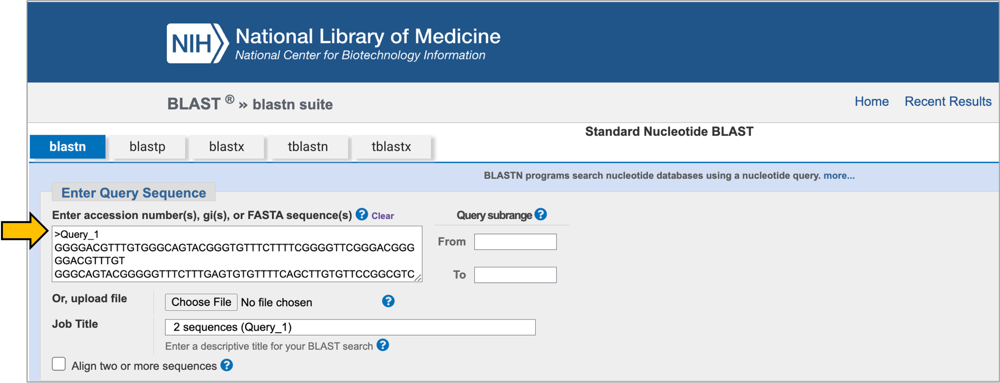 NIH National Library of Medicine
National Center for Biotechnology Information
BLAST ® » blastn suite
Home Recent Results
Standard Nucleotide BLAST
blastn blastp blastx tblastn tblastx
BLASTN programs search nucleotide databases using a nucleotide query. more...
Enter Query Sequence
Enter accession number(s), gi(s), or FASTA sequence(s) ? Clear
Query subrange ?
>Query_1
GGGGACGTTTGTGGGCAGTACGGGTGTTTCTTTTCGGGGTTCGGGACGGG
GGACGTTTGT
GGGCAGTACGGGGGTTTCTTTGAGTGTGTTTTCAGCTTGTGTTCCGGCGTC
From
To
Or, upload file Choose File No file chosen ?
Job Title 2 sequences (Query_1)
Enter a descriptive title for your BLAST search ?
Align two or more sequences ?